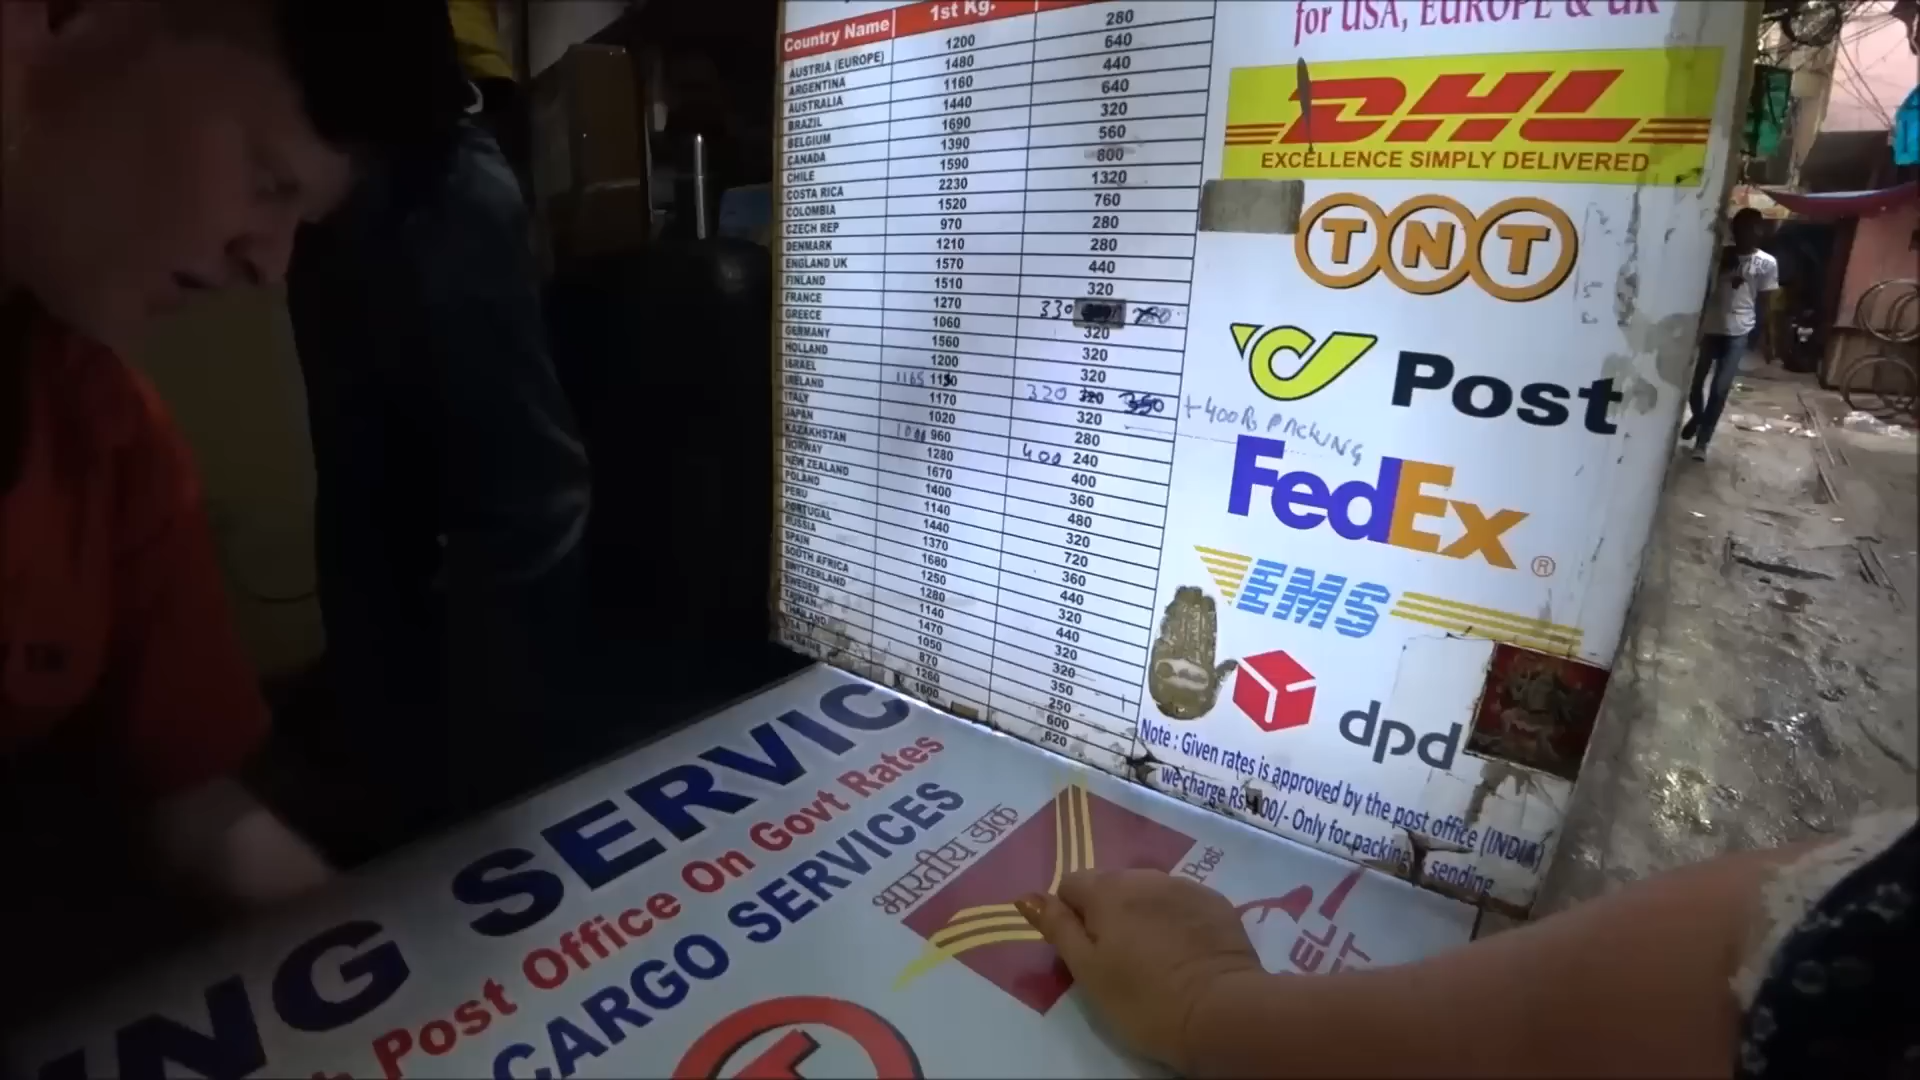 Country Name 1st Kg.
AUSTRIA (EUROPE) 1200 280
ARGENTINA 1480 640
AUSTRALIA 1160 440
BRAZIL 1440 640
BELGIUM 1690 320
CANADA 1390 560
CHILE 1590 800
COSTA RICA 2230 1320
COLOMBIA 1520 760
CZECH REP 970 280
DENMARK 1210 280
ENGLAND UK 1570 440
FINLAND 1510 320
FRANCE 1270 330
GREECE 1060 320
GERMANY 1560 320
HOLLAND 1200 320
ISRAEL 1165 1150 320 320 350
IRELAND 1170 320
ITALY 1020 280
JAPAN 960 400 240
KAZAKHSTAN 1280 400
NORWAY 1670 360
NEW ZEALAND 1400 480
POLAND 1140 320
PERU 1440 720
PORTUGAL 1370 360
RUSSIA 1680 440
SPAIN 1250 320
SOUTH AFRICA 1280 440
SWITZERLAND 1140 320
SWEDEN 1470 320
TAIWAN 1050 350
THAILAND 870 250
USA 1260 600
UKRAINE 1600 620
for USA, EUROPE & UK
DHL
EXCELLENCE SIMPLY DELIVERED
TNT
Post
+400Rs PACKING
FedEx ®
EMS
dpd
Note : Given rates is approved by the post office (INDIA)
we charge Rs. 400/- Only for packing sending
ING SERVIC
Post Office On Govt Rates
CARGO SERVICES
भारतीय डाक
Post